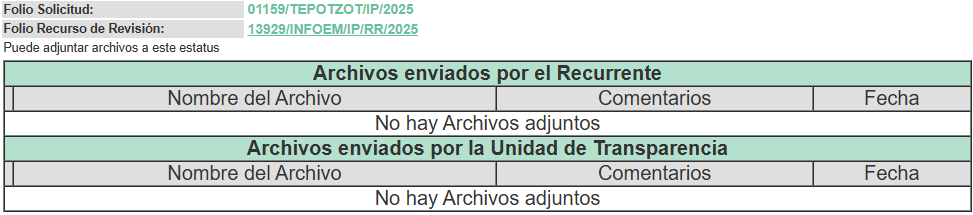 Folio Solicitud: 01159/TEPOTZOT/IP/2025
Folio Recurso de Revisión: 13929/INFOEM/IP/RR/2025
Puede adjuntar archivos a este estatus
Archivos enviados por el Recurrente
Nombre del Archivo Comentarios Fecha
No hay Archivos adjuntos
Archivos enviados por la Unidad de Transparencia
Nombre del Archivo Comentarios Fecha
No hay Archivos adjuntos